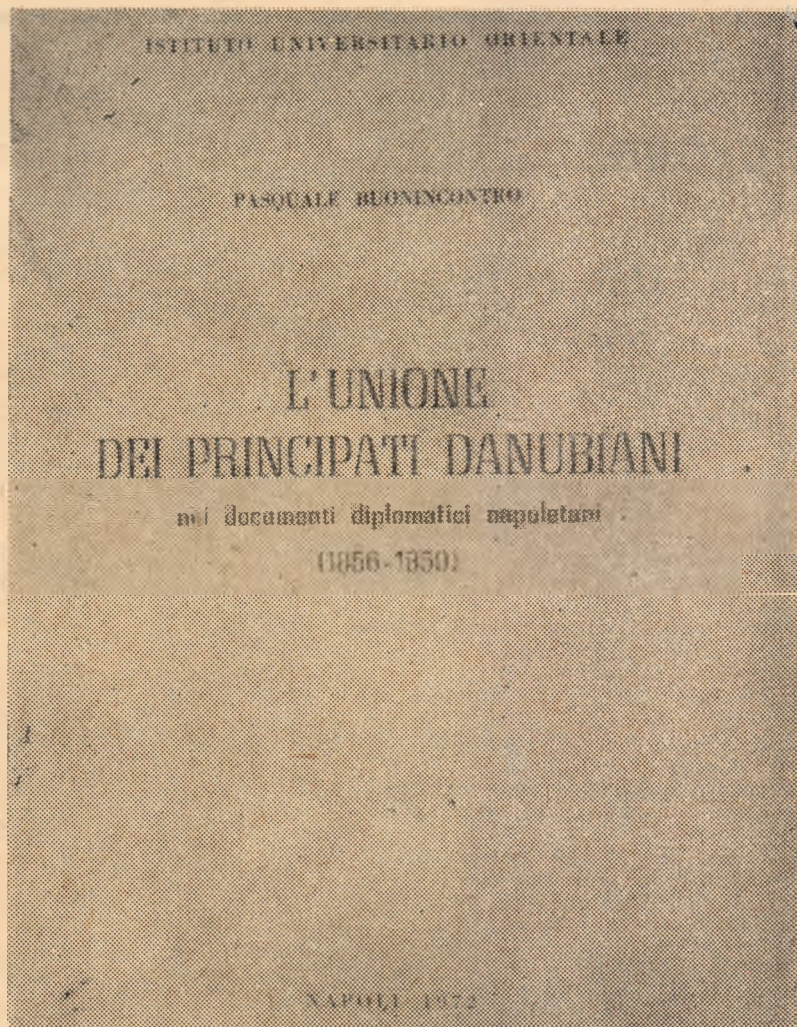 ISTITUTO UNIVERSITARIO ORIENTALE
PASQUALE BUONINCONTRO
L'UNIONE
DEI PRINCIPATI DANUBIANI
nei documenti diplomatici napoletani
(1856-1859)
NAPOLI 1972